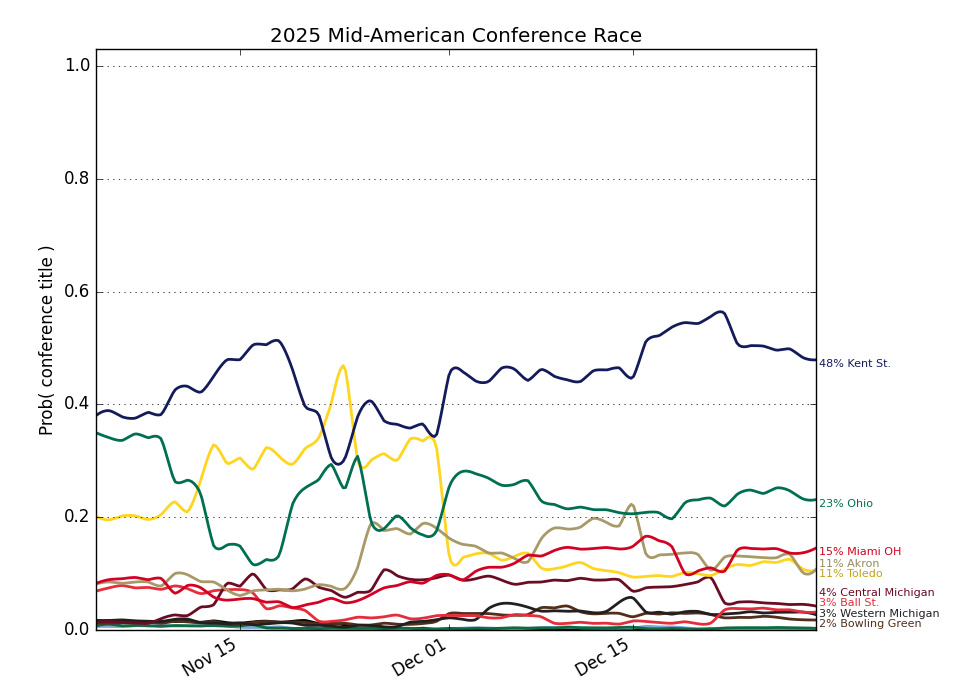 2025 Mid-American Conference Race
Prob( conference title )
1.0
0.8
0.6
0.4
0.2
0.0
Nov 15
Dec 01
Dec 15
48% Kent St.
23% Ohio
15% Miami OH
11% Akron
11% Toledo
4% Central Michigan
3% Ball St.
3% Western Michigan
2% Bowling Green